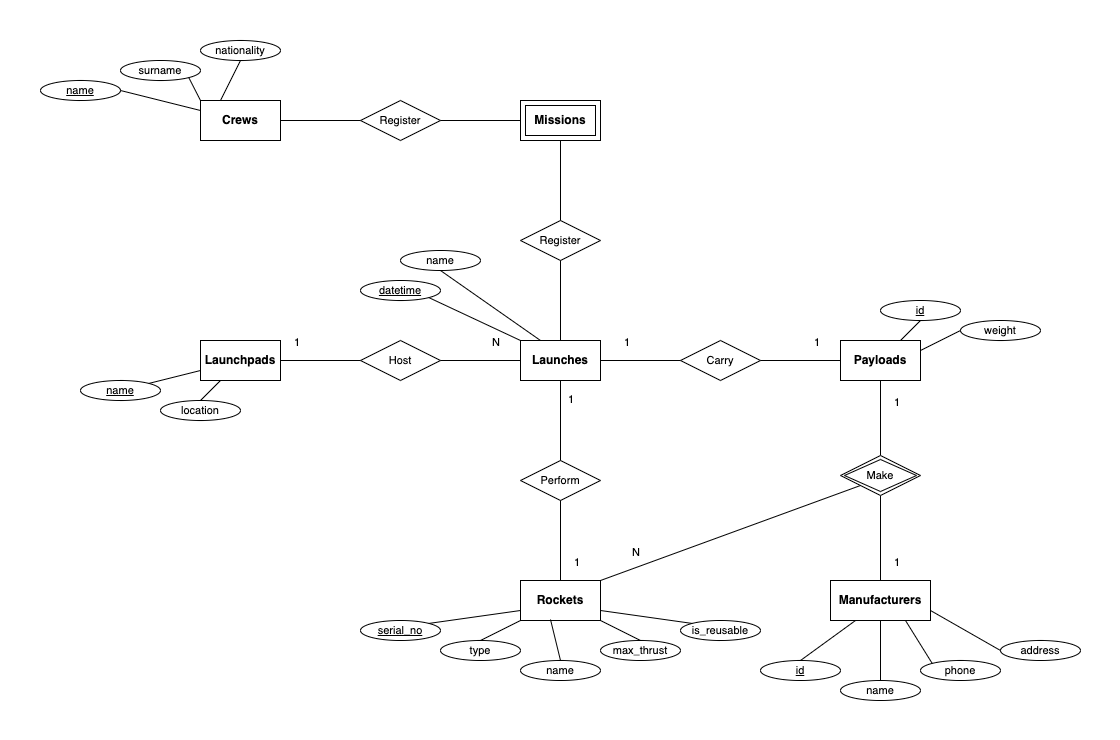 nationality
surname
name
Crews
Register
Missions
Register
name
datetime
id
weight
1
N
1
1
Launchpads
Host
Launches
Carry
Payloads
name
location
1
1
Perform
Make
N
1
1
Rockets
Manufacturers
serial_no
is_reusable
type
max_thrust
address
name
id
phone
name